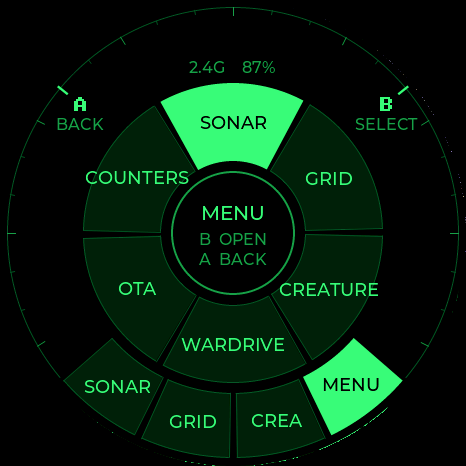 2.4G 87%
A
BACK
B
SELECT
SONAR
COUNTERS
GRID
MENU
B OPEN
A BACK
OTA
CREATURE
WARDRIVE
SONAR
GRID
CREA
MENU